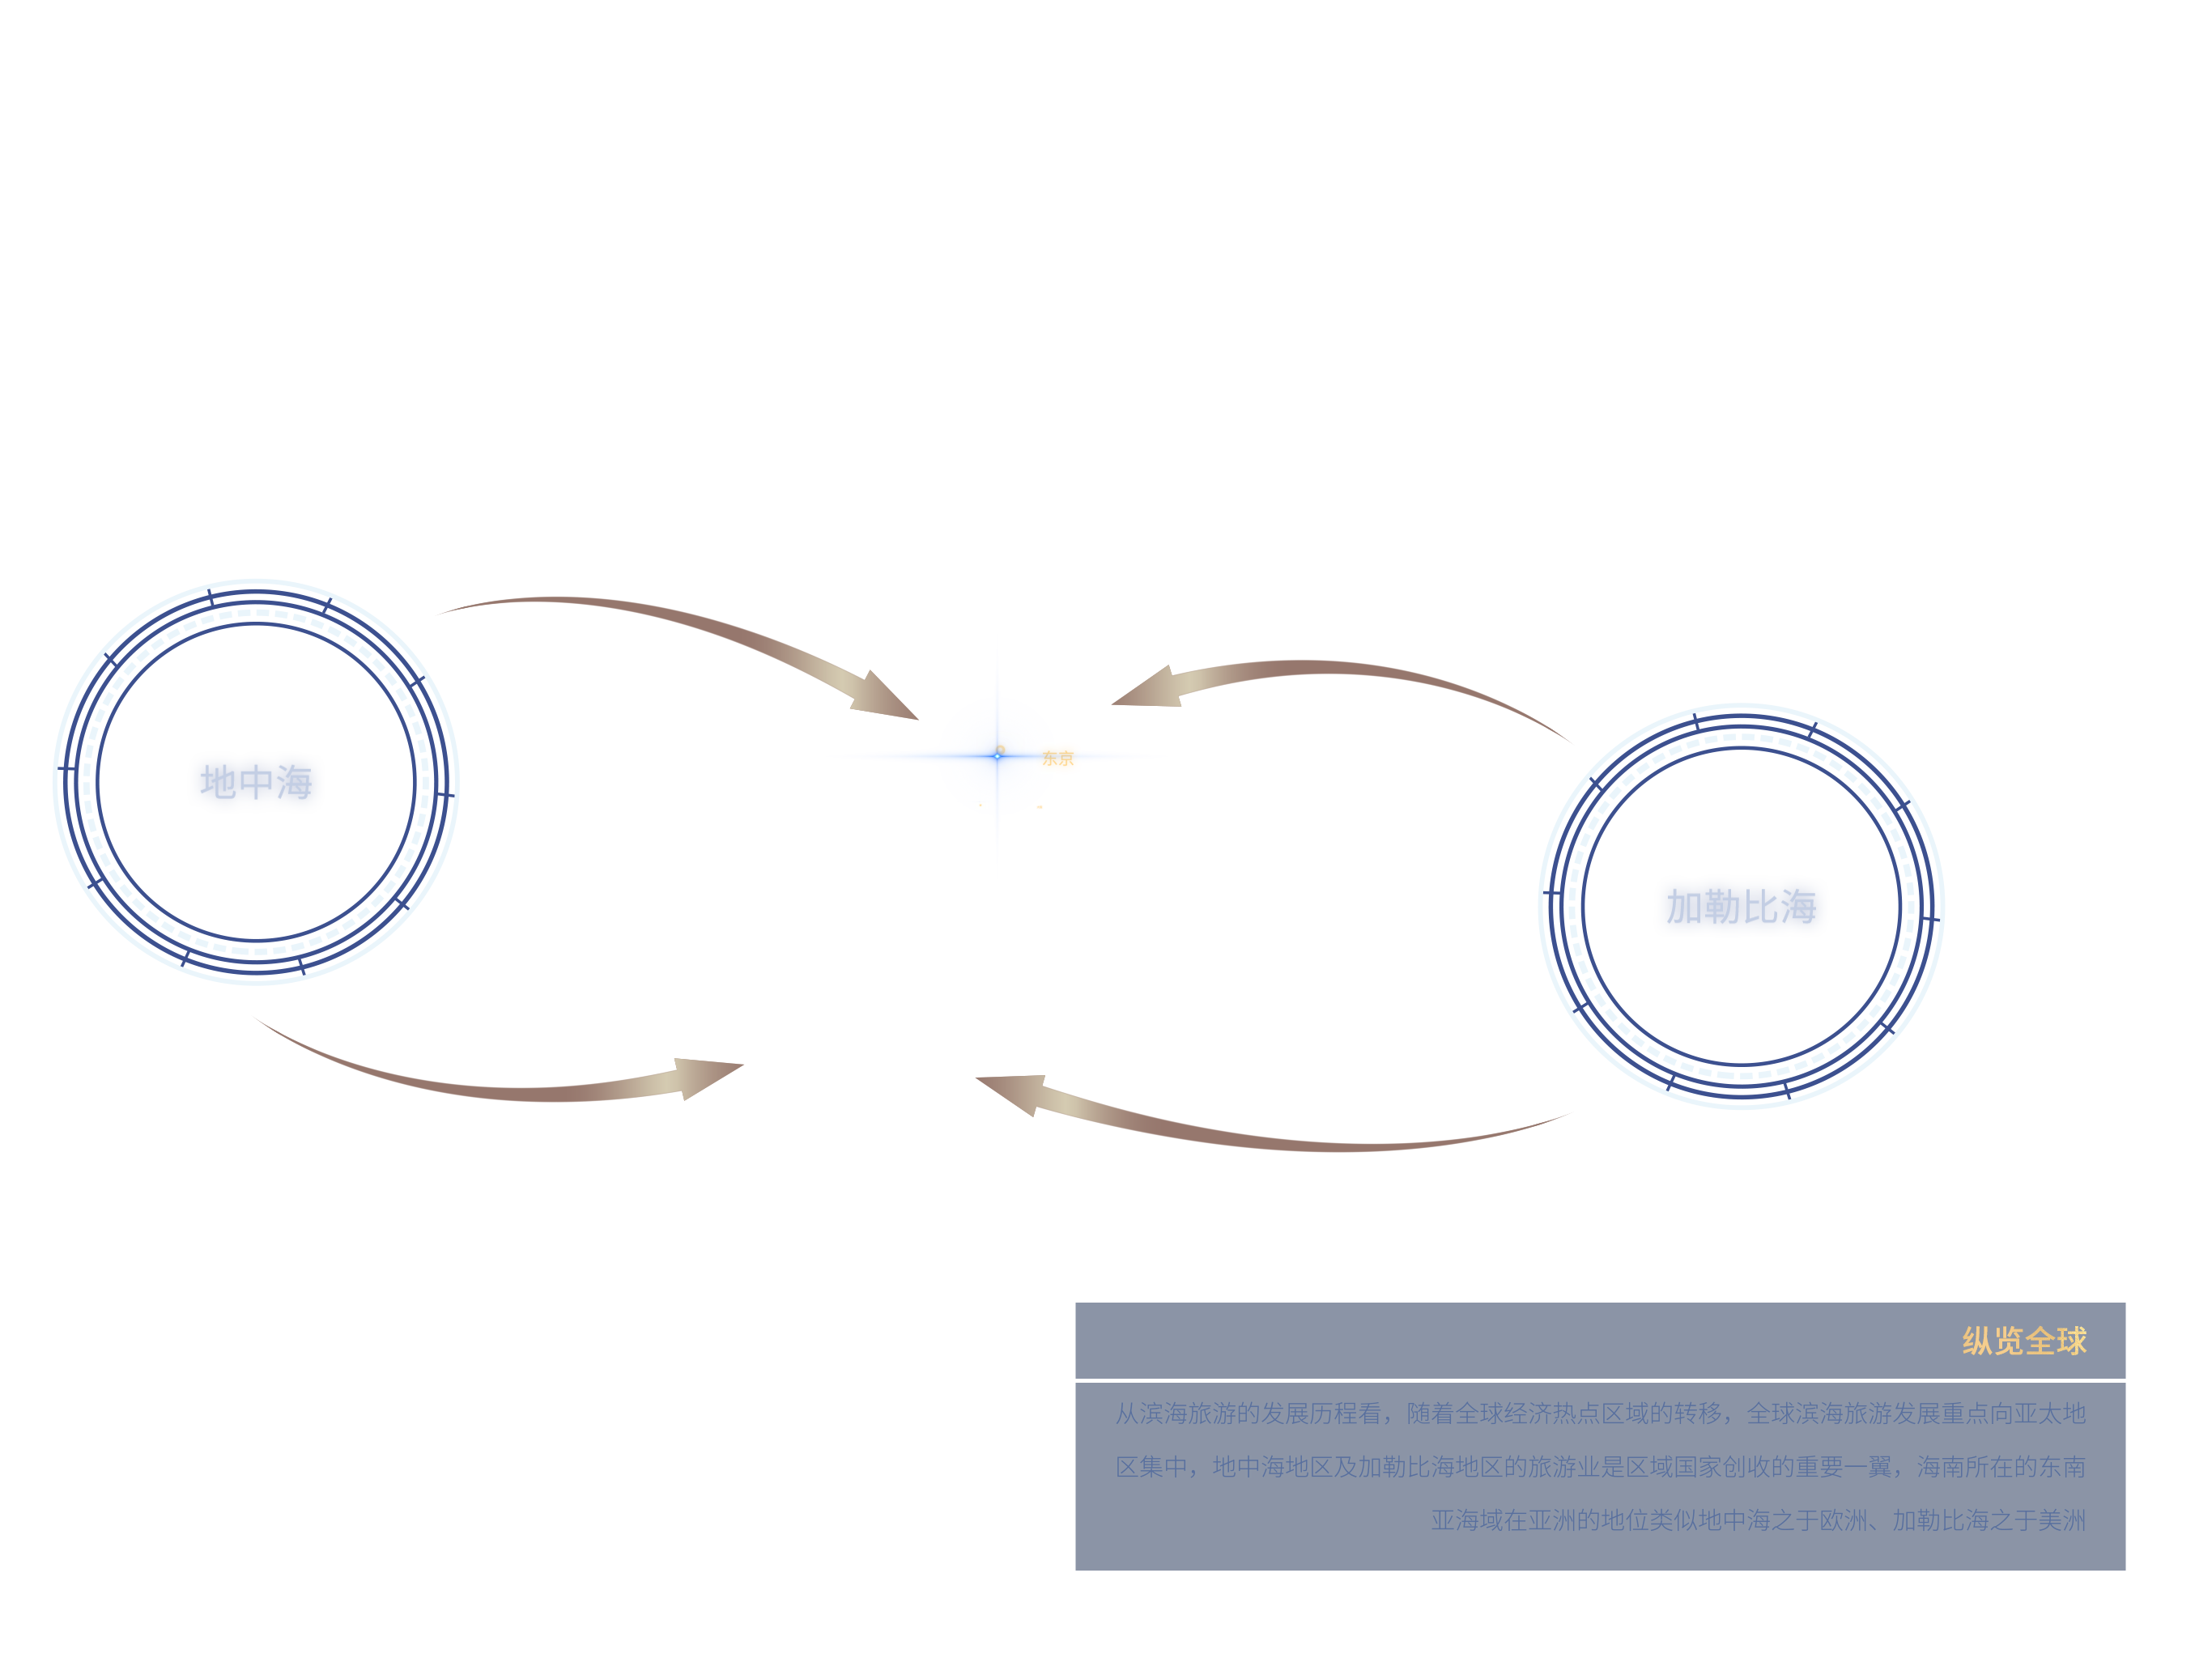 东京
地中海
加勒比海
纵览全球
从滨海旅游的发展历程看，随着全球经济热点区域的转移，全球滨海旅游发展重点向亚太地
区集中，地中海地区及加勒比海地区的旅游业是区域国家创收的重要一翼，海南所在的东南
亚海域在亚洲的地位类似地中海之于欧洲、加勒比海之于美洲